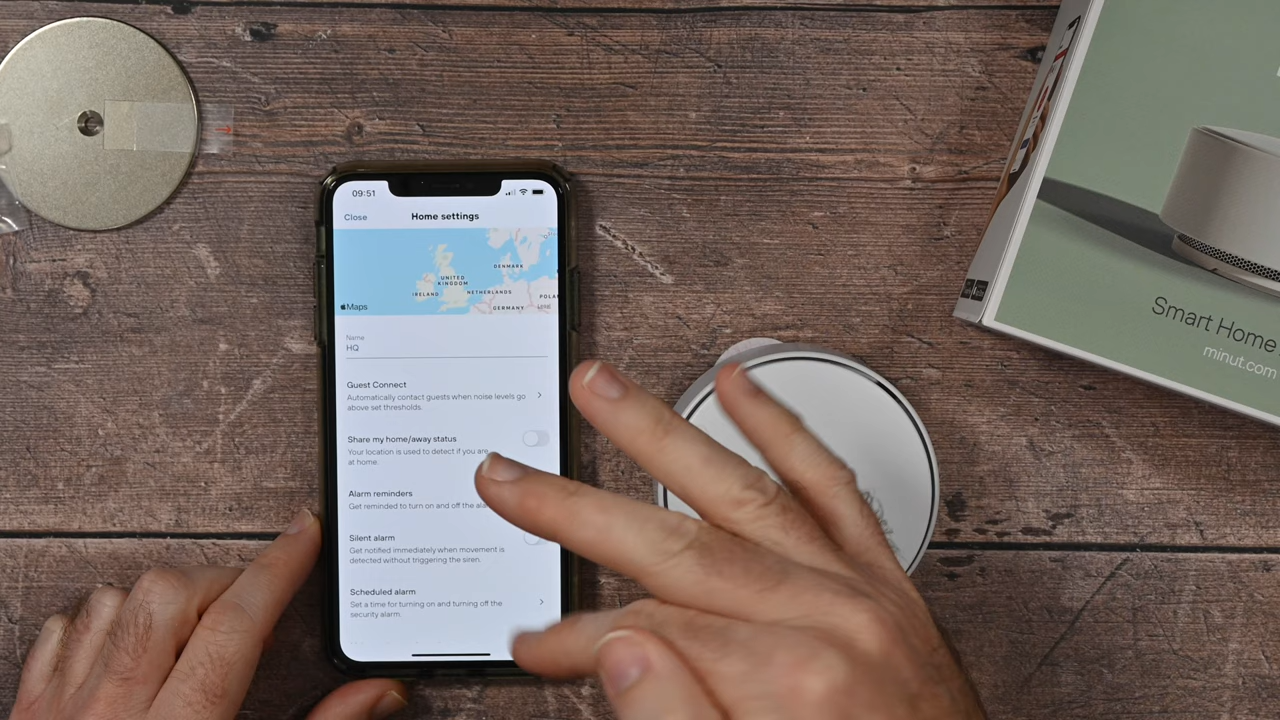 09:51
Close
Home settings
DENMARK
UNITED
KINGDOM
IRELAND
NETHERLANDS
POLAN
GERMANY
Maps
Legal
Name
HQ
Guest Connect
Automatically contact guests when noise levels go
above set thresholds.
Share my home/away status
Your location is used to detect if you are
at home.
Alarm reminders
Get reminded to turn on and off the
Silent alarm
Get notified immediately when movement is
detected without triggering the siren.
Scheduled alarm
Set a time for turning on and turning off the
security alarm.
Smart Home
minut.com